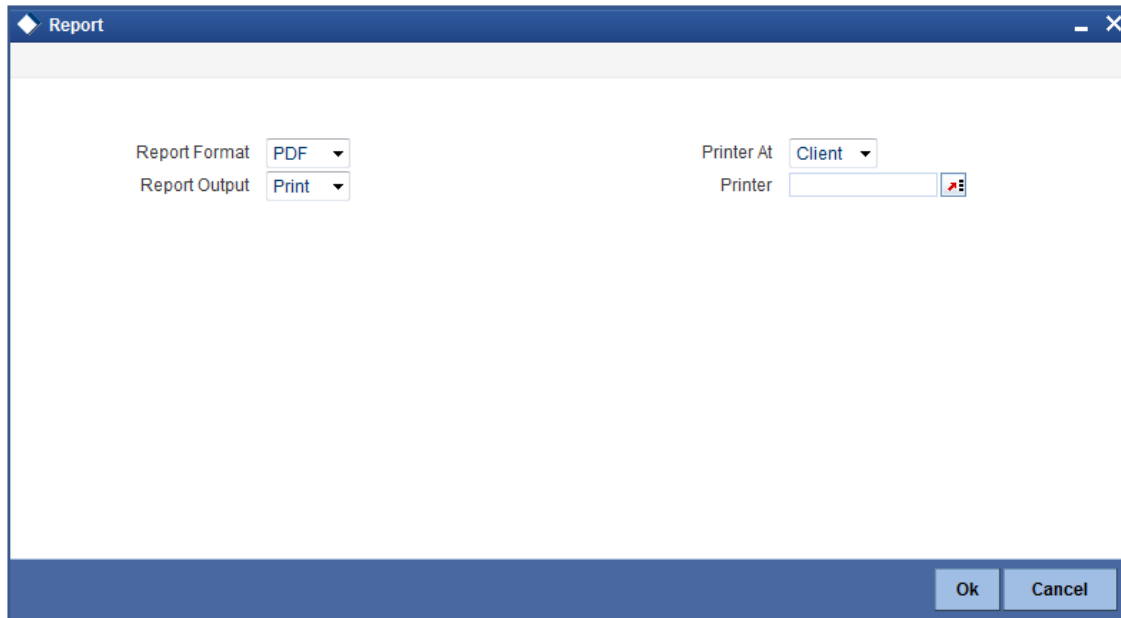 Report
Report Format PDF Printer At Client
Report Output Print Printer
Ok Cancel